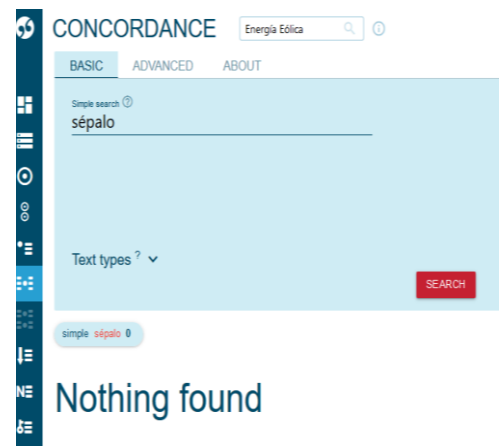 CONCORDANCE Energía Eólica
BASIC ADVANCED ABOUT
Simple search ?
sépalo
Text types ?
SEARCH
simple sépalo 0
Nothing found